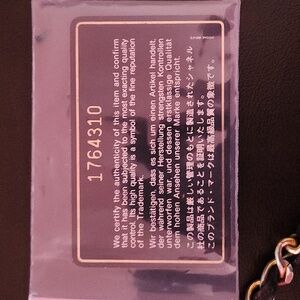 1764310
We certify the authenticity of this item and confirm
that it has been subjected to the most exacting quality
control. Its high quality is a symbol of the fine reputation
of the Trademark.
Wir bestätigen, dass es sich um einen Artikel handelt,
der während seiner Herstellung strengsten Kontrollen
unterworfen war, und dessen erstklassige Qualität
dem hohen Ansehen unserer Marke entspricht.
この製品は厳しい管理のもとに製造されたシャネル
社の商品であることを証明いたします。
このブランド・マークは最高級品質の象徴です。